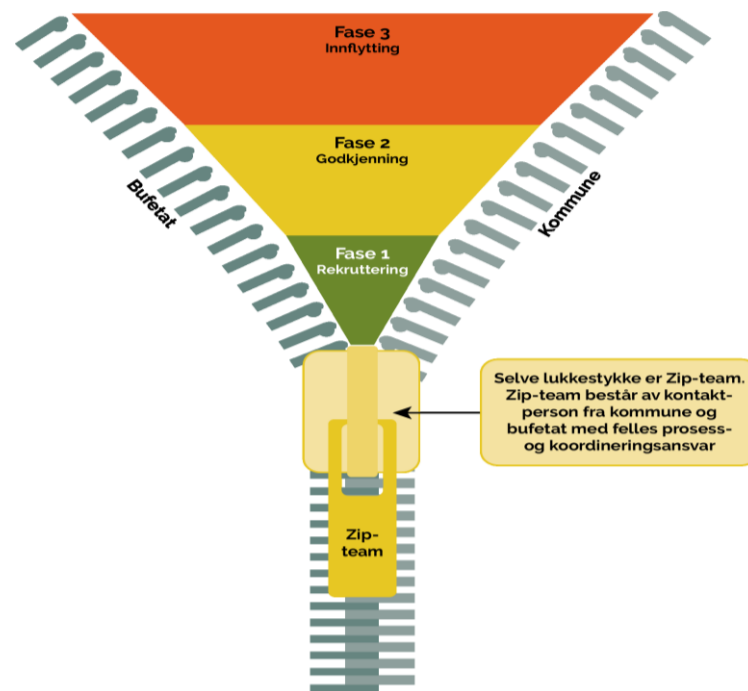 Fase 3
Innflytting
Fase 2
Godkjenning
Bufetat
Kommune
Fase 1
Rekruttering
Selve lukkestykke er Zip-team.
Zip-team består av kontakt-
person fra kommune og
bufetat med felles prosess-
og koordineringsansvar
Zip-
team